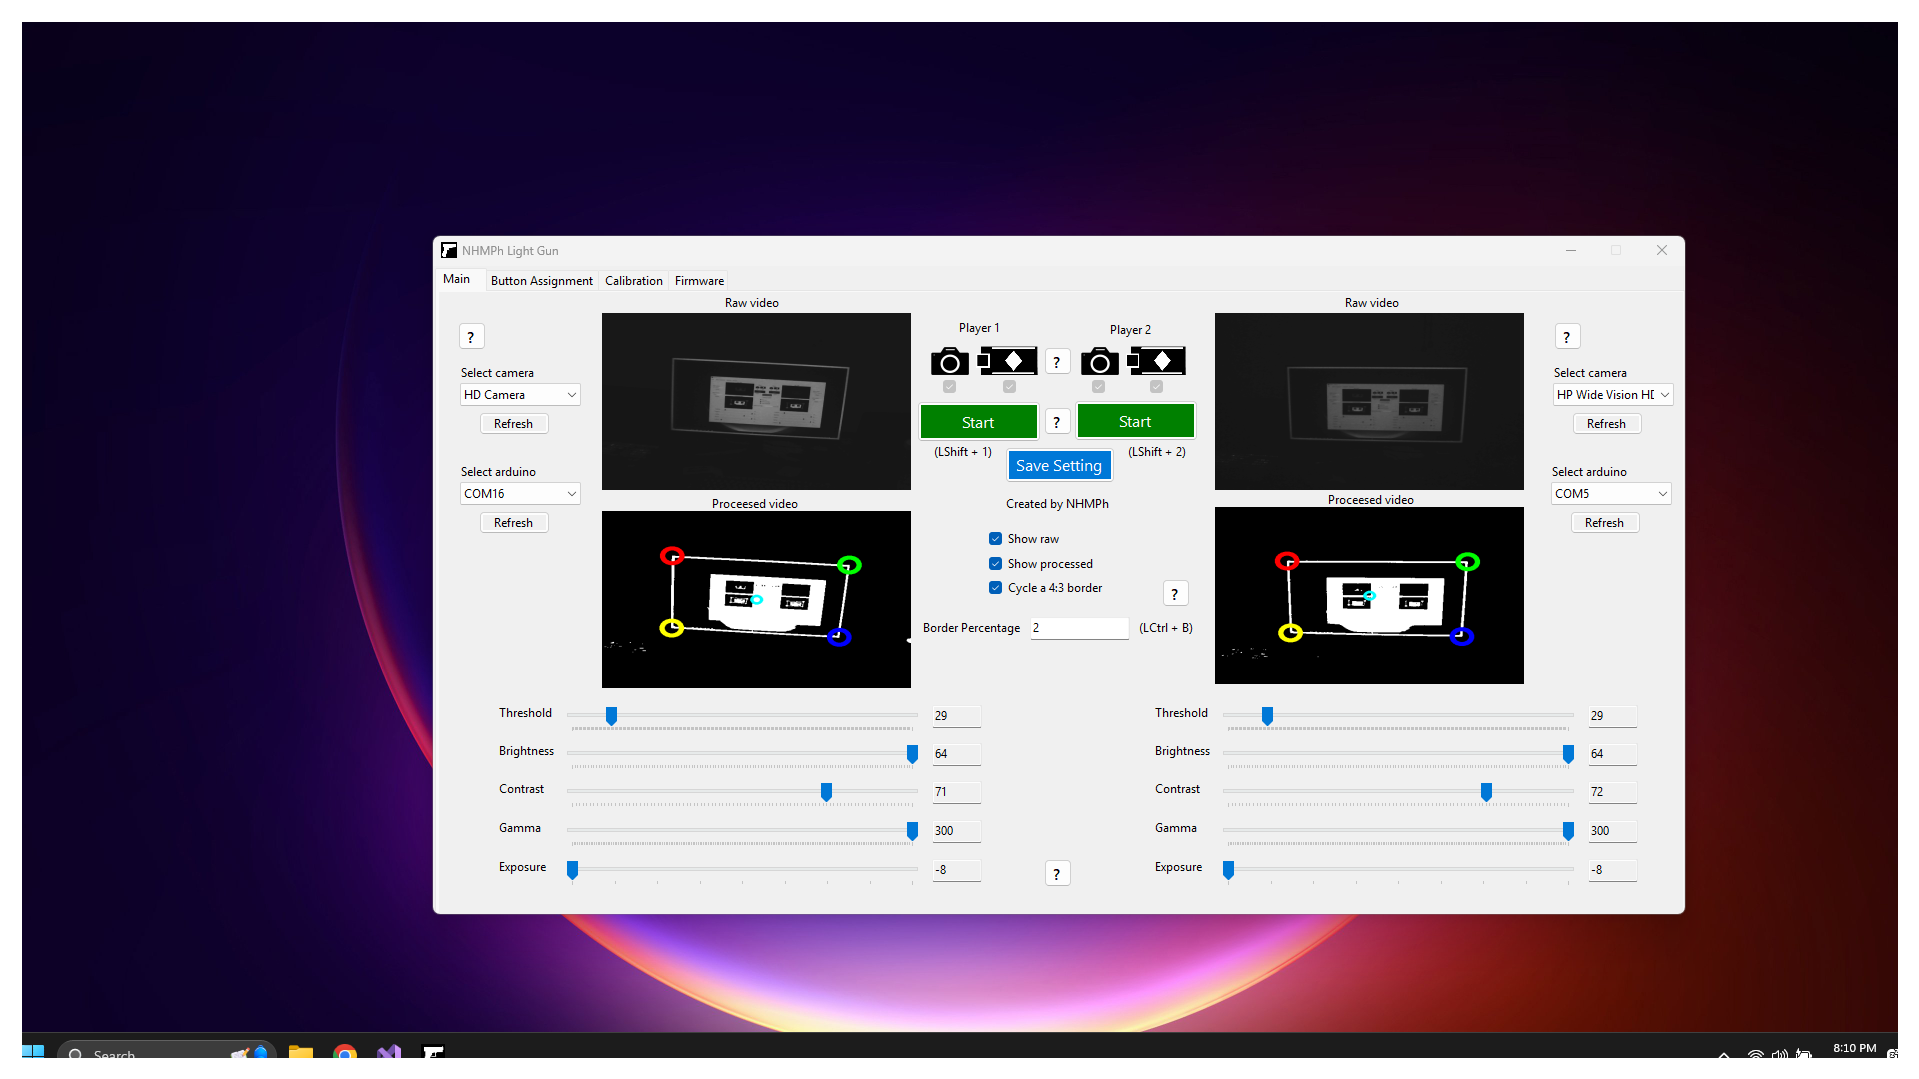 NHMPh Light Gun
Main Button Assignment Calibration Firmware
Raw video
?
Select camera
HD Camera
Refresh
Select arduino
COM16
Refresh
Proceesed video
Player 1
Player 2
?
Start
?
Start
(LShift + 1)
(LShift + 2)
Save Setting
Created by NHMPh
Show raw
Show processed
Cycle a 4:3 border
?
Border Percentage 2 (LCtrl + B)
Raw video
?
Select camera
HP Wide Vision HD
Refresh
Select arduino
COM5
Refresh
Proceesed video
Threshold 29
Brightness 64
Contrast 71
Gamma 300
Exposure -8
?
Threshold 29
Brightness 64
Contrast 72
Gamma 300
Exposure -8
Search
8:10 PM